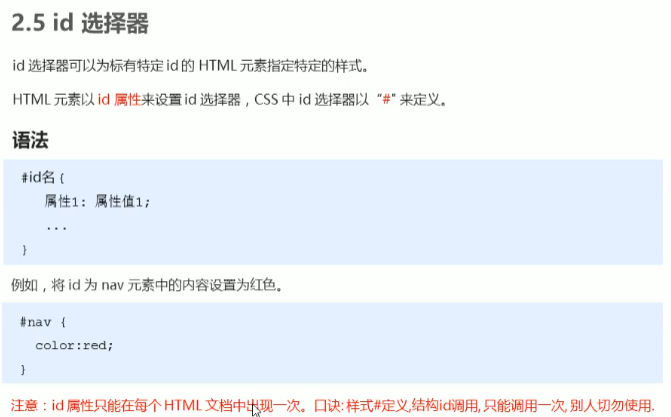 2.5 id 选择器
id 选择器可以为标有特定 id 的 HTML 元素指定特定的样式。
HTML 元素以 id 属性来设置 id 选择器，CSS 中 id 选择器以 "#" 来定义。
语法
#id名 {
属性1: 属性值1;
...
}
例如，将 id 为 nav 元素中的内容设置为红色。
#nav {
color:red;
}
注意：id 属性只能在每个 HTML 文档中出现一次。口诀: 样式#定义,结构id调用, 只能调用一次, 别人切勿使用.